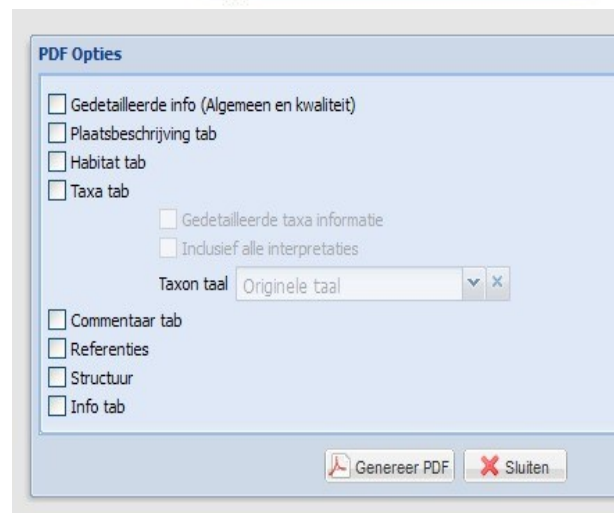 PDF Opties
Gedetailleerde info (Algemeen en kwaliteit)
Plaatsbeschrijving tab
Habitat tab
Taxa tab
Gedetailleerde taxa informatie
Inclusief alle interpretaties
Taxon taal Originele taal
Commentaar tab
Referenties
Structuur
Info tab
Genereer PDF Sluiten